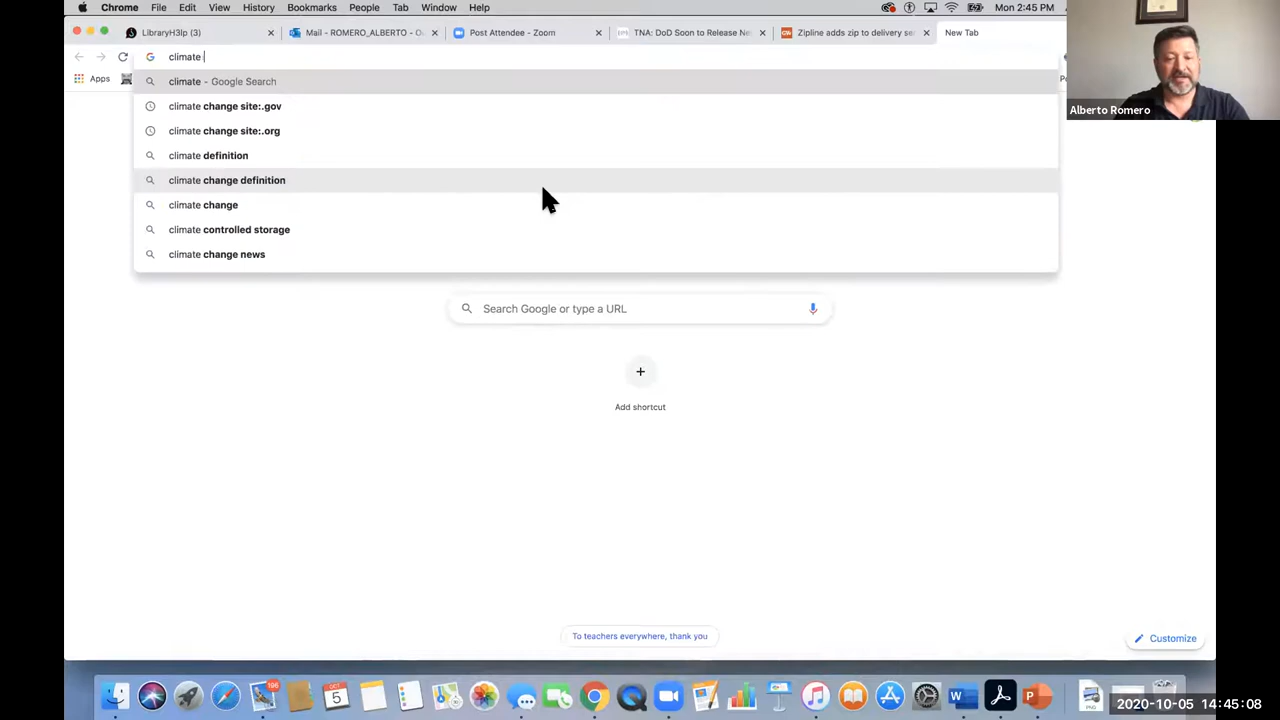 Chrome File Edit View History Bookmarks People Tab Window Help Mon 2:45 PM
LibraryH3lp (3) Mail - ROMERO_ALBERTO - O Post Attendee - Zoom TNA: DoD Soon to Release Ne Zipline adds zip to delivery se New Tab
climate
Apps
climate - Google Search
climate change site:.gov
climate change site:.org
climate definition
climate change definition
climate change
climate controlled storage
climate change news
Alberto Romero
Search Google or type a URL
Add shortcut
To teachers everywhere, thank you
Customize
196
5
2020-10-05 14:45:08